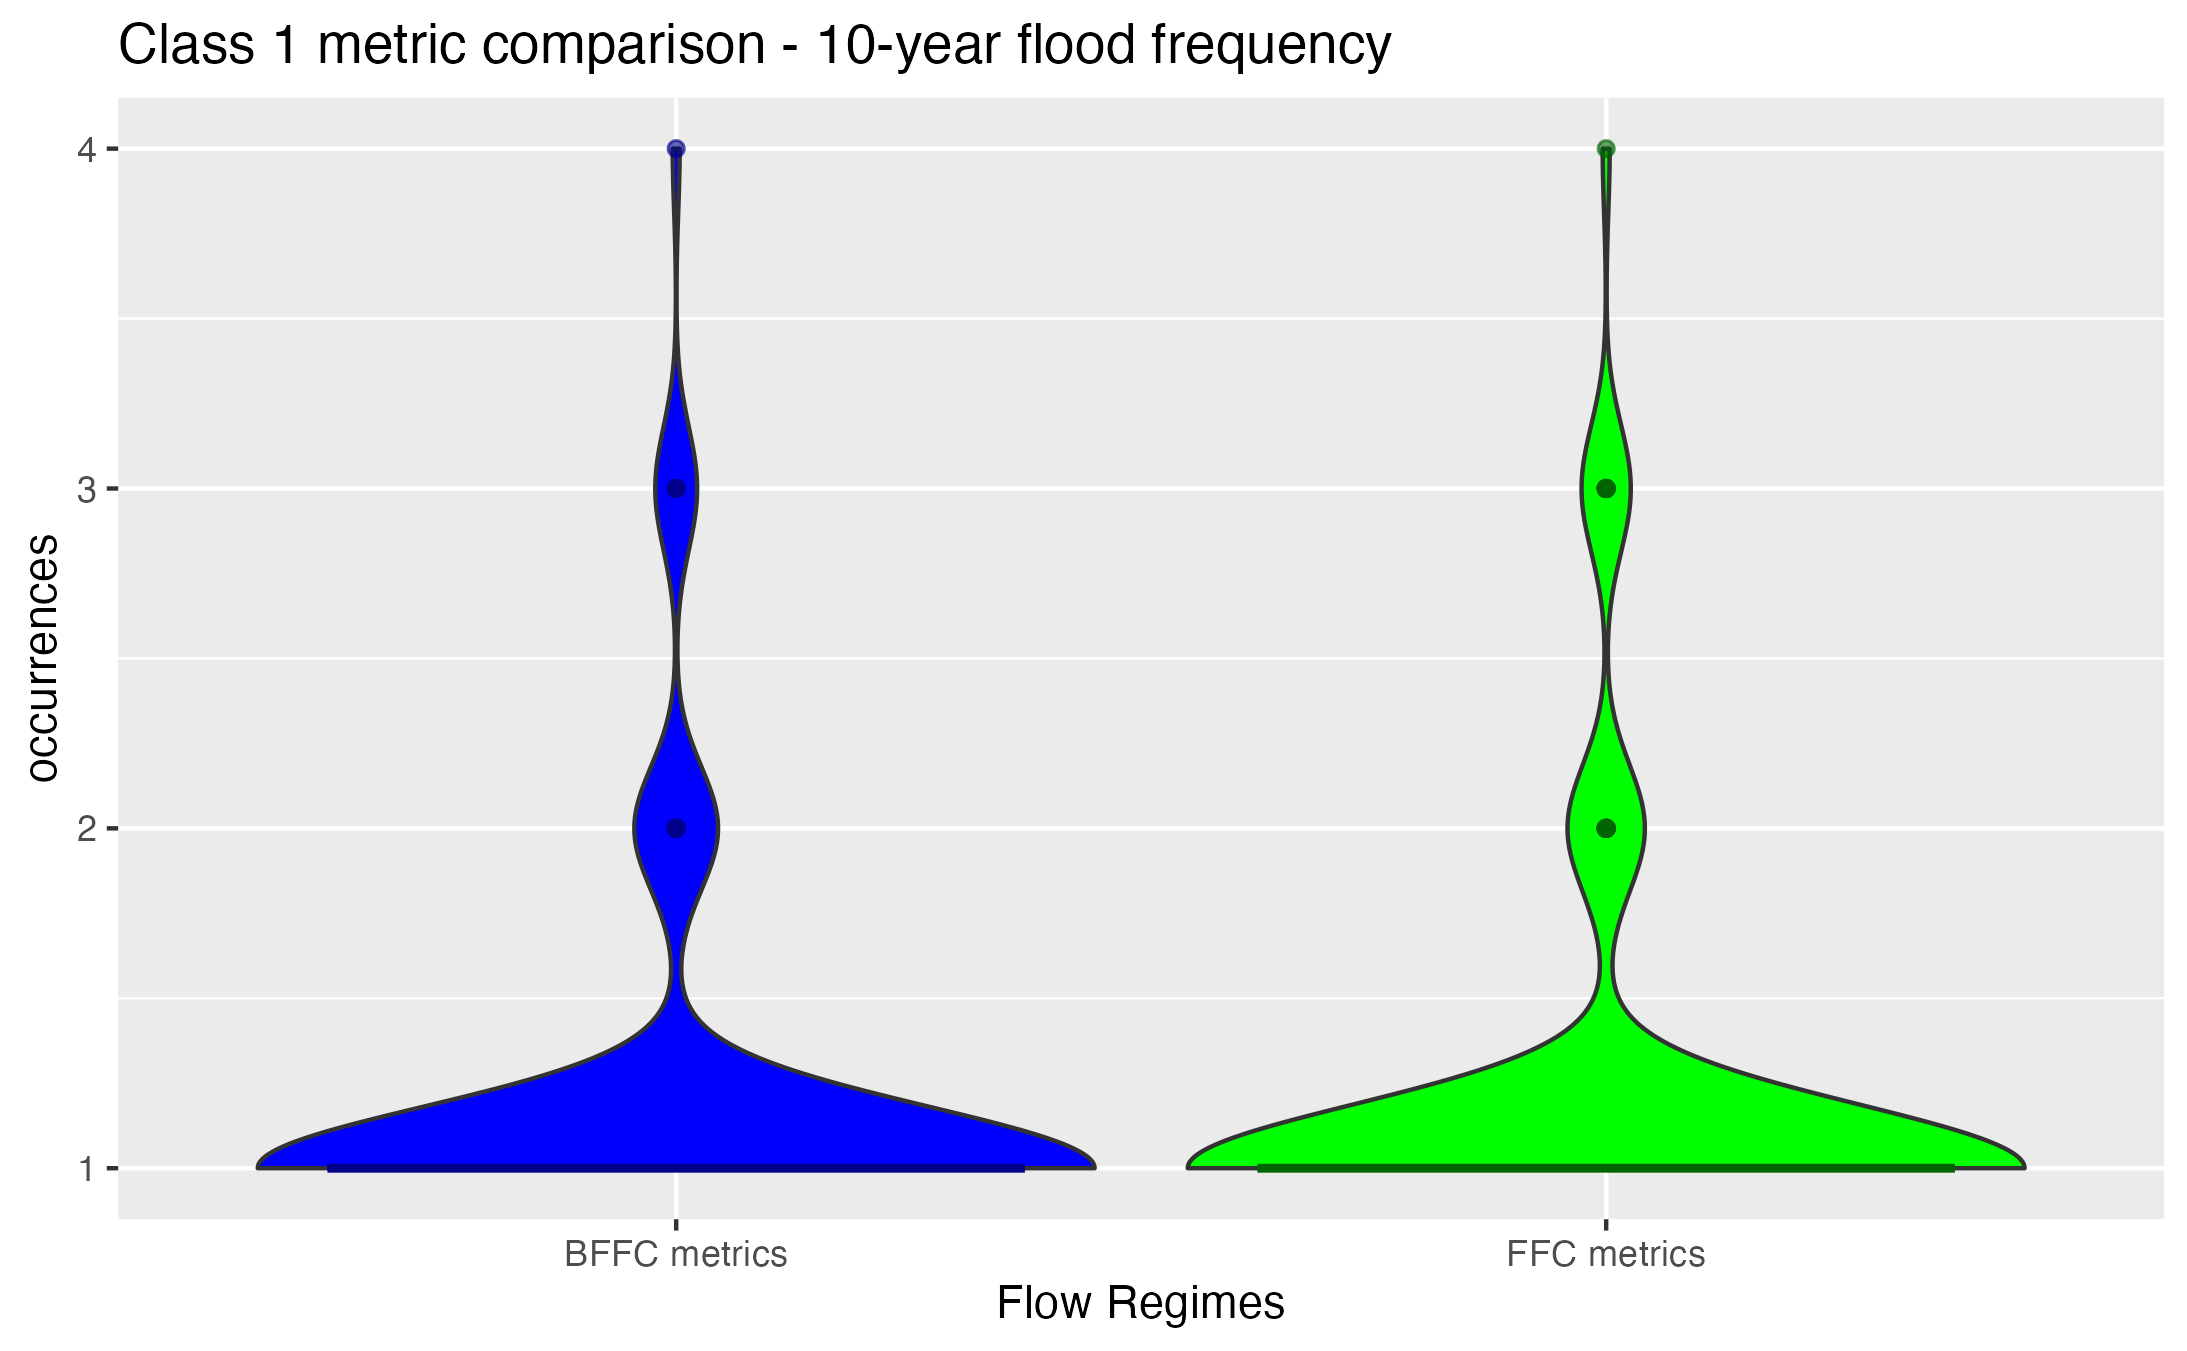 Class 1 metric comparison - 10-year flood frequency
4
3
2
1
occurrences
BFFC metrics
FFC metrics
Flow Regimes